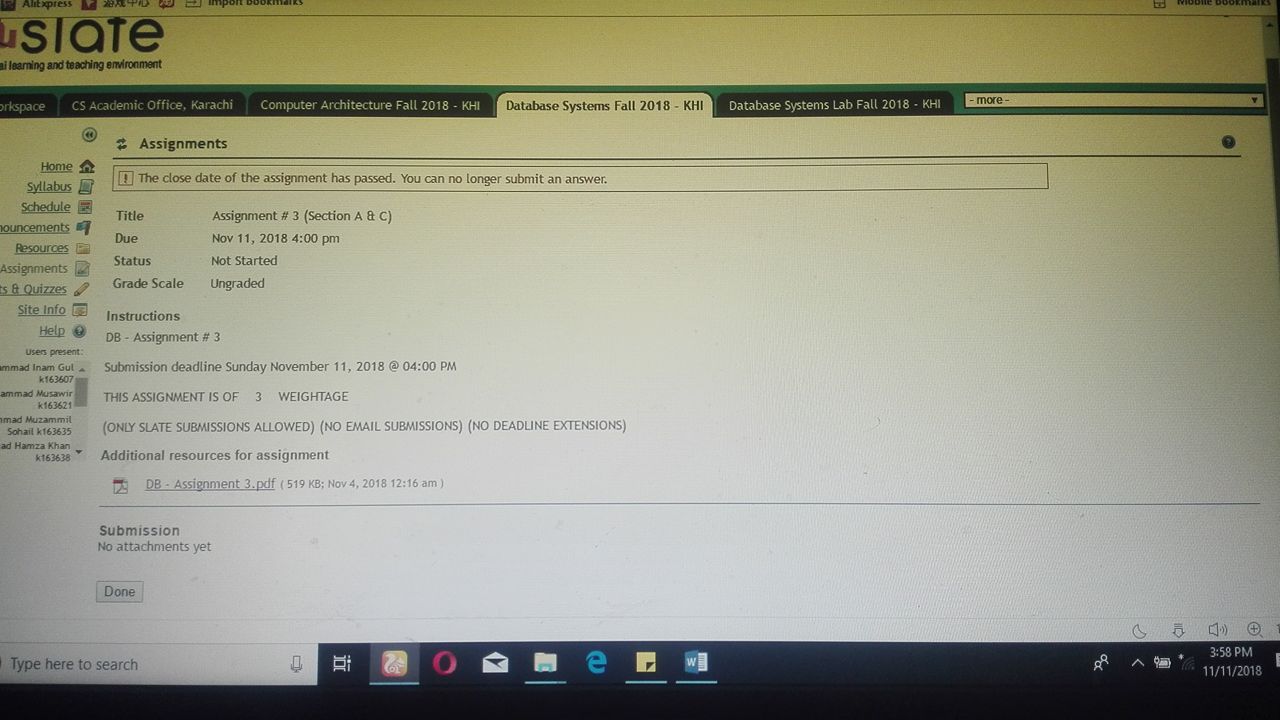 AliExpress 游戏中心 Import bookmarks Mobile bookmarks
slate
learning and teaching environment
orkspace CS Academic Office, Karachi Computer Architecture Fall 2018 - KHI Database Systems Fall 2018 - KHI Database Systems Lab Fall 2018 - KHI - more -
Assignments
Home
Syllabus
Schedule
nouncements
Resources
Assignments
ts & Quizzes
Site Info
Help
Users present:
mmad Inam Gul
k163607
ammad Musawir
k163621
mmad Muzammil
Sohail k163635
ad Hamza Khan
k163638
! The close date of the assignment has passed. You can no longer submit an answer.
Title Assignment # 3 (Section A & C)
Due Nov 11, 2018 4:00 pm
Status Not Started
Grade Scale Ungraded
Instructions
DB - Assignment # 3
Submission deadline Sunday November 11, 2018 @ 04:00 PM
THIS ASSIGNMENT IS OF 3 WEIGHTAGE
(ONLY SLATE SUBMISSIONS ALLOWED) (NO EMAIL SUBMISSIONS) (NO DEADLINE EXTENSIONS)
Additional resources for assignment
DB - Assignment 3.pdf ( 519 KB; Nov 4, 2018 12:16 am )
Submission
No attachments yet
Done
Type here to search
3:58 PM
11/11/2018